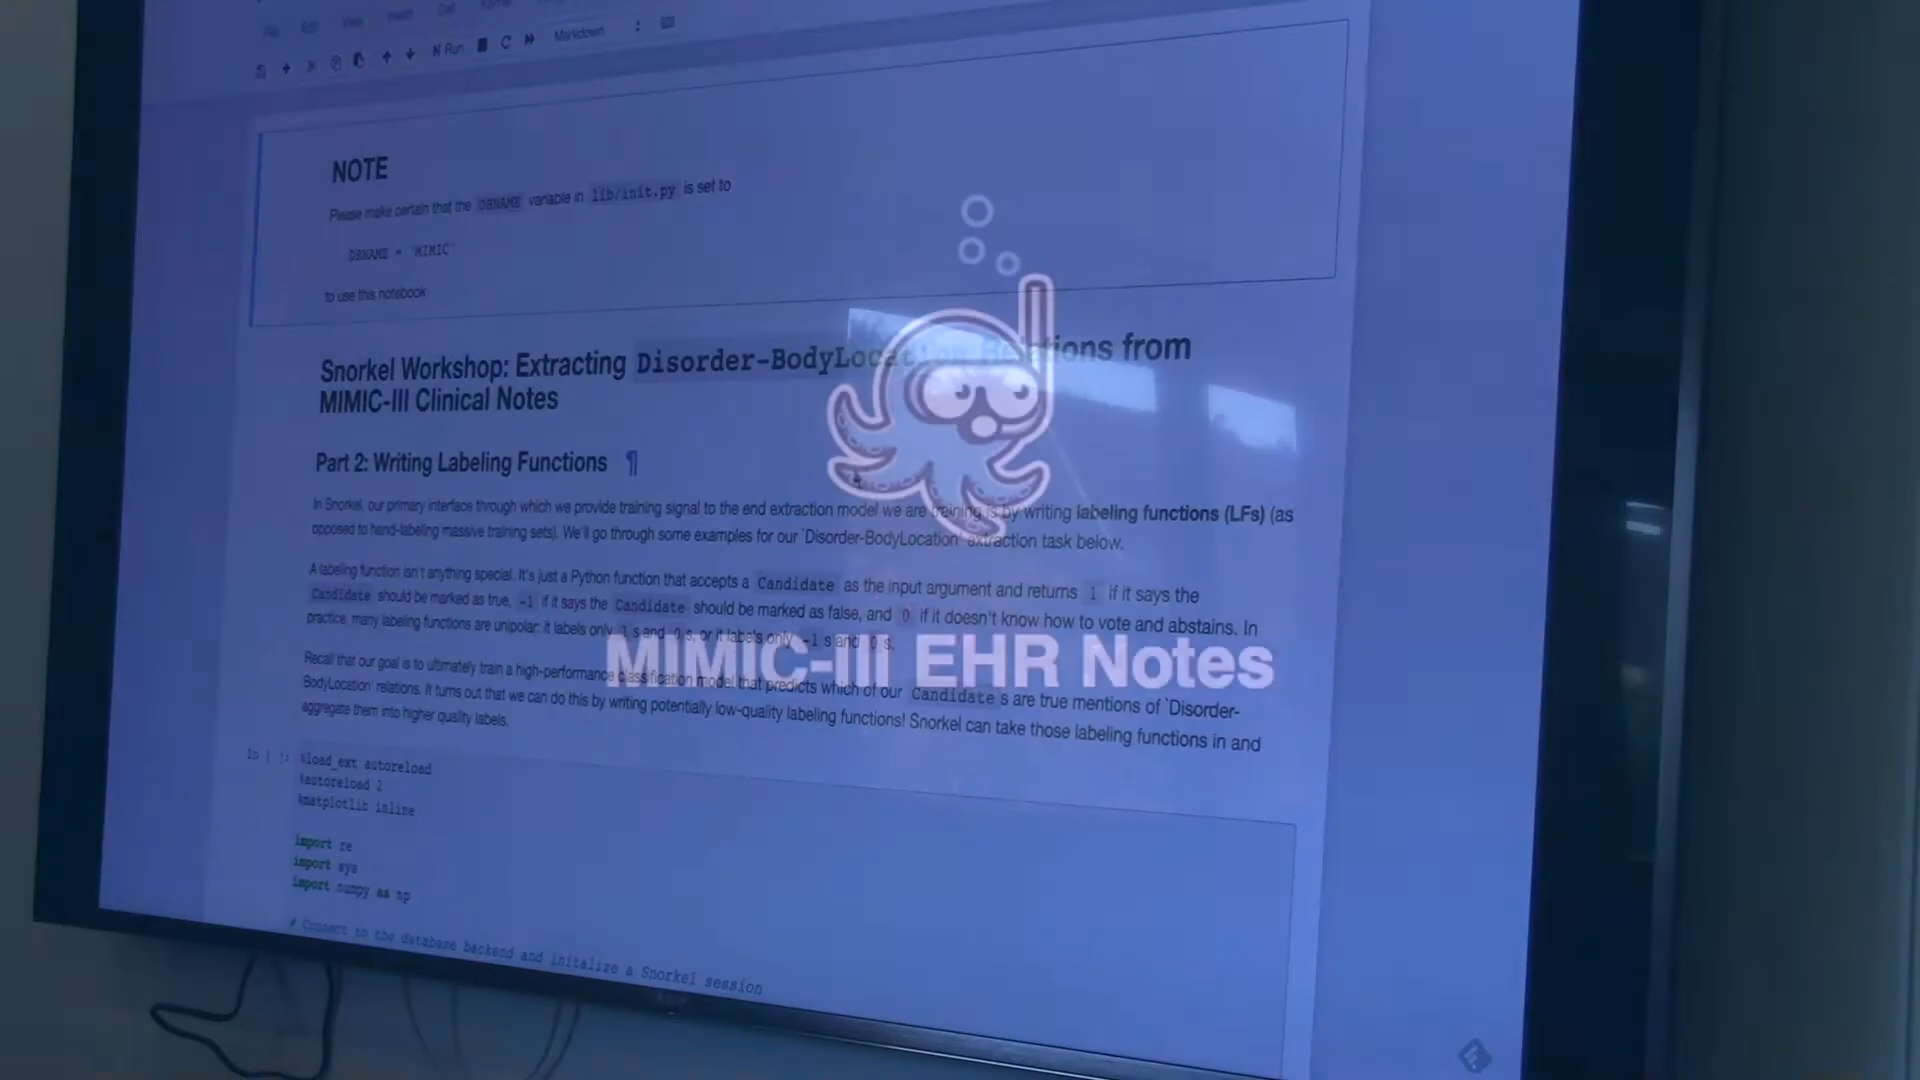 File Edit View Insert Cell Kernel
Run Markdown
NOTE
Please make certain that the DBNAME variable in lib/init.py is set to
DBNAME = 'MIMIC'
to use this notebook
Snorkel Workshop: Extracting Disorder-BodyLocation Relations from
MIMIC-III Clinical Notes
Part 2: Writing Labeling Functions ¶
In Snorkel, our primary interface through which we provide training signal to the end extraction model we are training is by writing labeling functions (LFs) (as
opposed to hand-labeling massive training sets). We'll go through some examples for our `Disorder-BodyLocation` extraction task below.
A labeling function isn't anything special. It's just a Python function that accepts a Candidate as the input argument and returns 1 if it says the
Candidate should be marked as true, -1 if it says the Candidate should be marked as false, and 0 if it doesn't know how to vote and abstains. In
practice, many labeling functions are unipolar: it labels only 1 s and 0 s, or it labels only -1 s and 0 s.
MIMIC-III EHR Notes
Recall that our goal is to ultimately train a high-performance classification model that predicts which of our Candidate s are true mentions of `Disorder-
BodyLocation` relations. It turns out that we can do this by writing potentially low-quality labeling functions! Snorkel can take those labeling functions in and
aggregate them into higher quality labels.
In [ ]: %load_ext autoreload
%autoreload 2
%matplotlib inline
import re
import sys
import numpy as np
# Connect to the database backend and initalize a Snorkel session